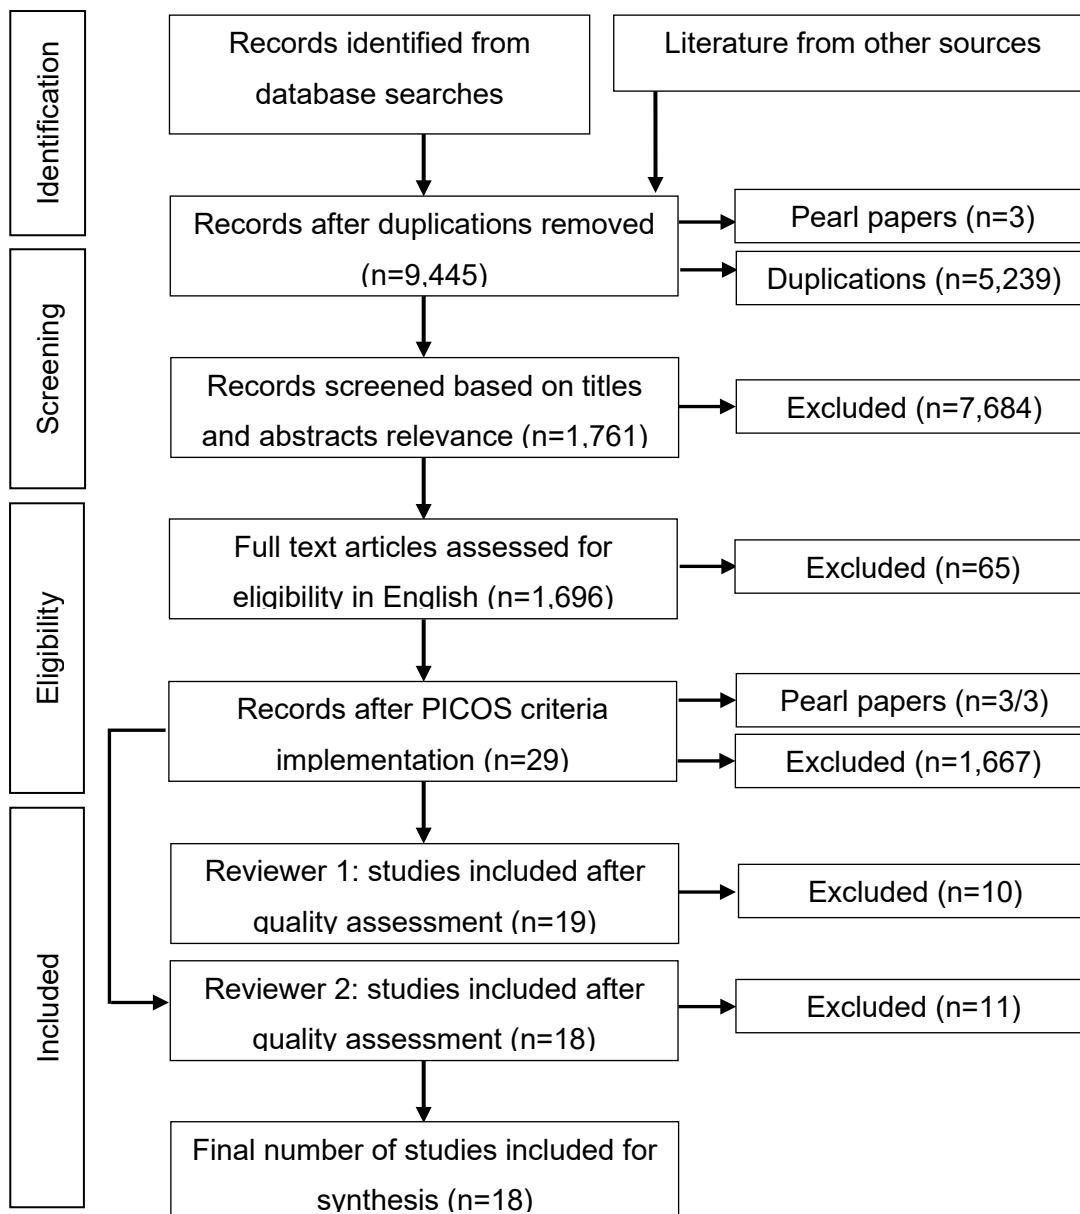 Identification
Records identified from
database searches
Literature from other sources
Records after duplications removed
(n=9,445)
Pearl papers (n=3)
Duplications (n=5,239)
Screening
Records screened based on titles
and abstracts relevance (n=1,761)
Excluded (n=7,684)
Eligibility
Full text articles assessed for
eligibility in English (n=1,696)
Excluded (n=65)
Records after PICOS criteria
implementation (n=29)
Pearl papers (n=3/3)
Excluded (n=1,667)
Included
Reviewer 1: studies included after
quality assessment (n=19)
Excluded (n=10)
Reviewer 2: studies included after
quality assessment (n=18)
Excluded (n=11)
Final number of studies included for
synthesis (n=18)